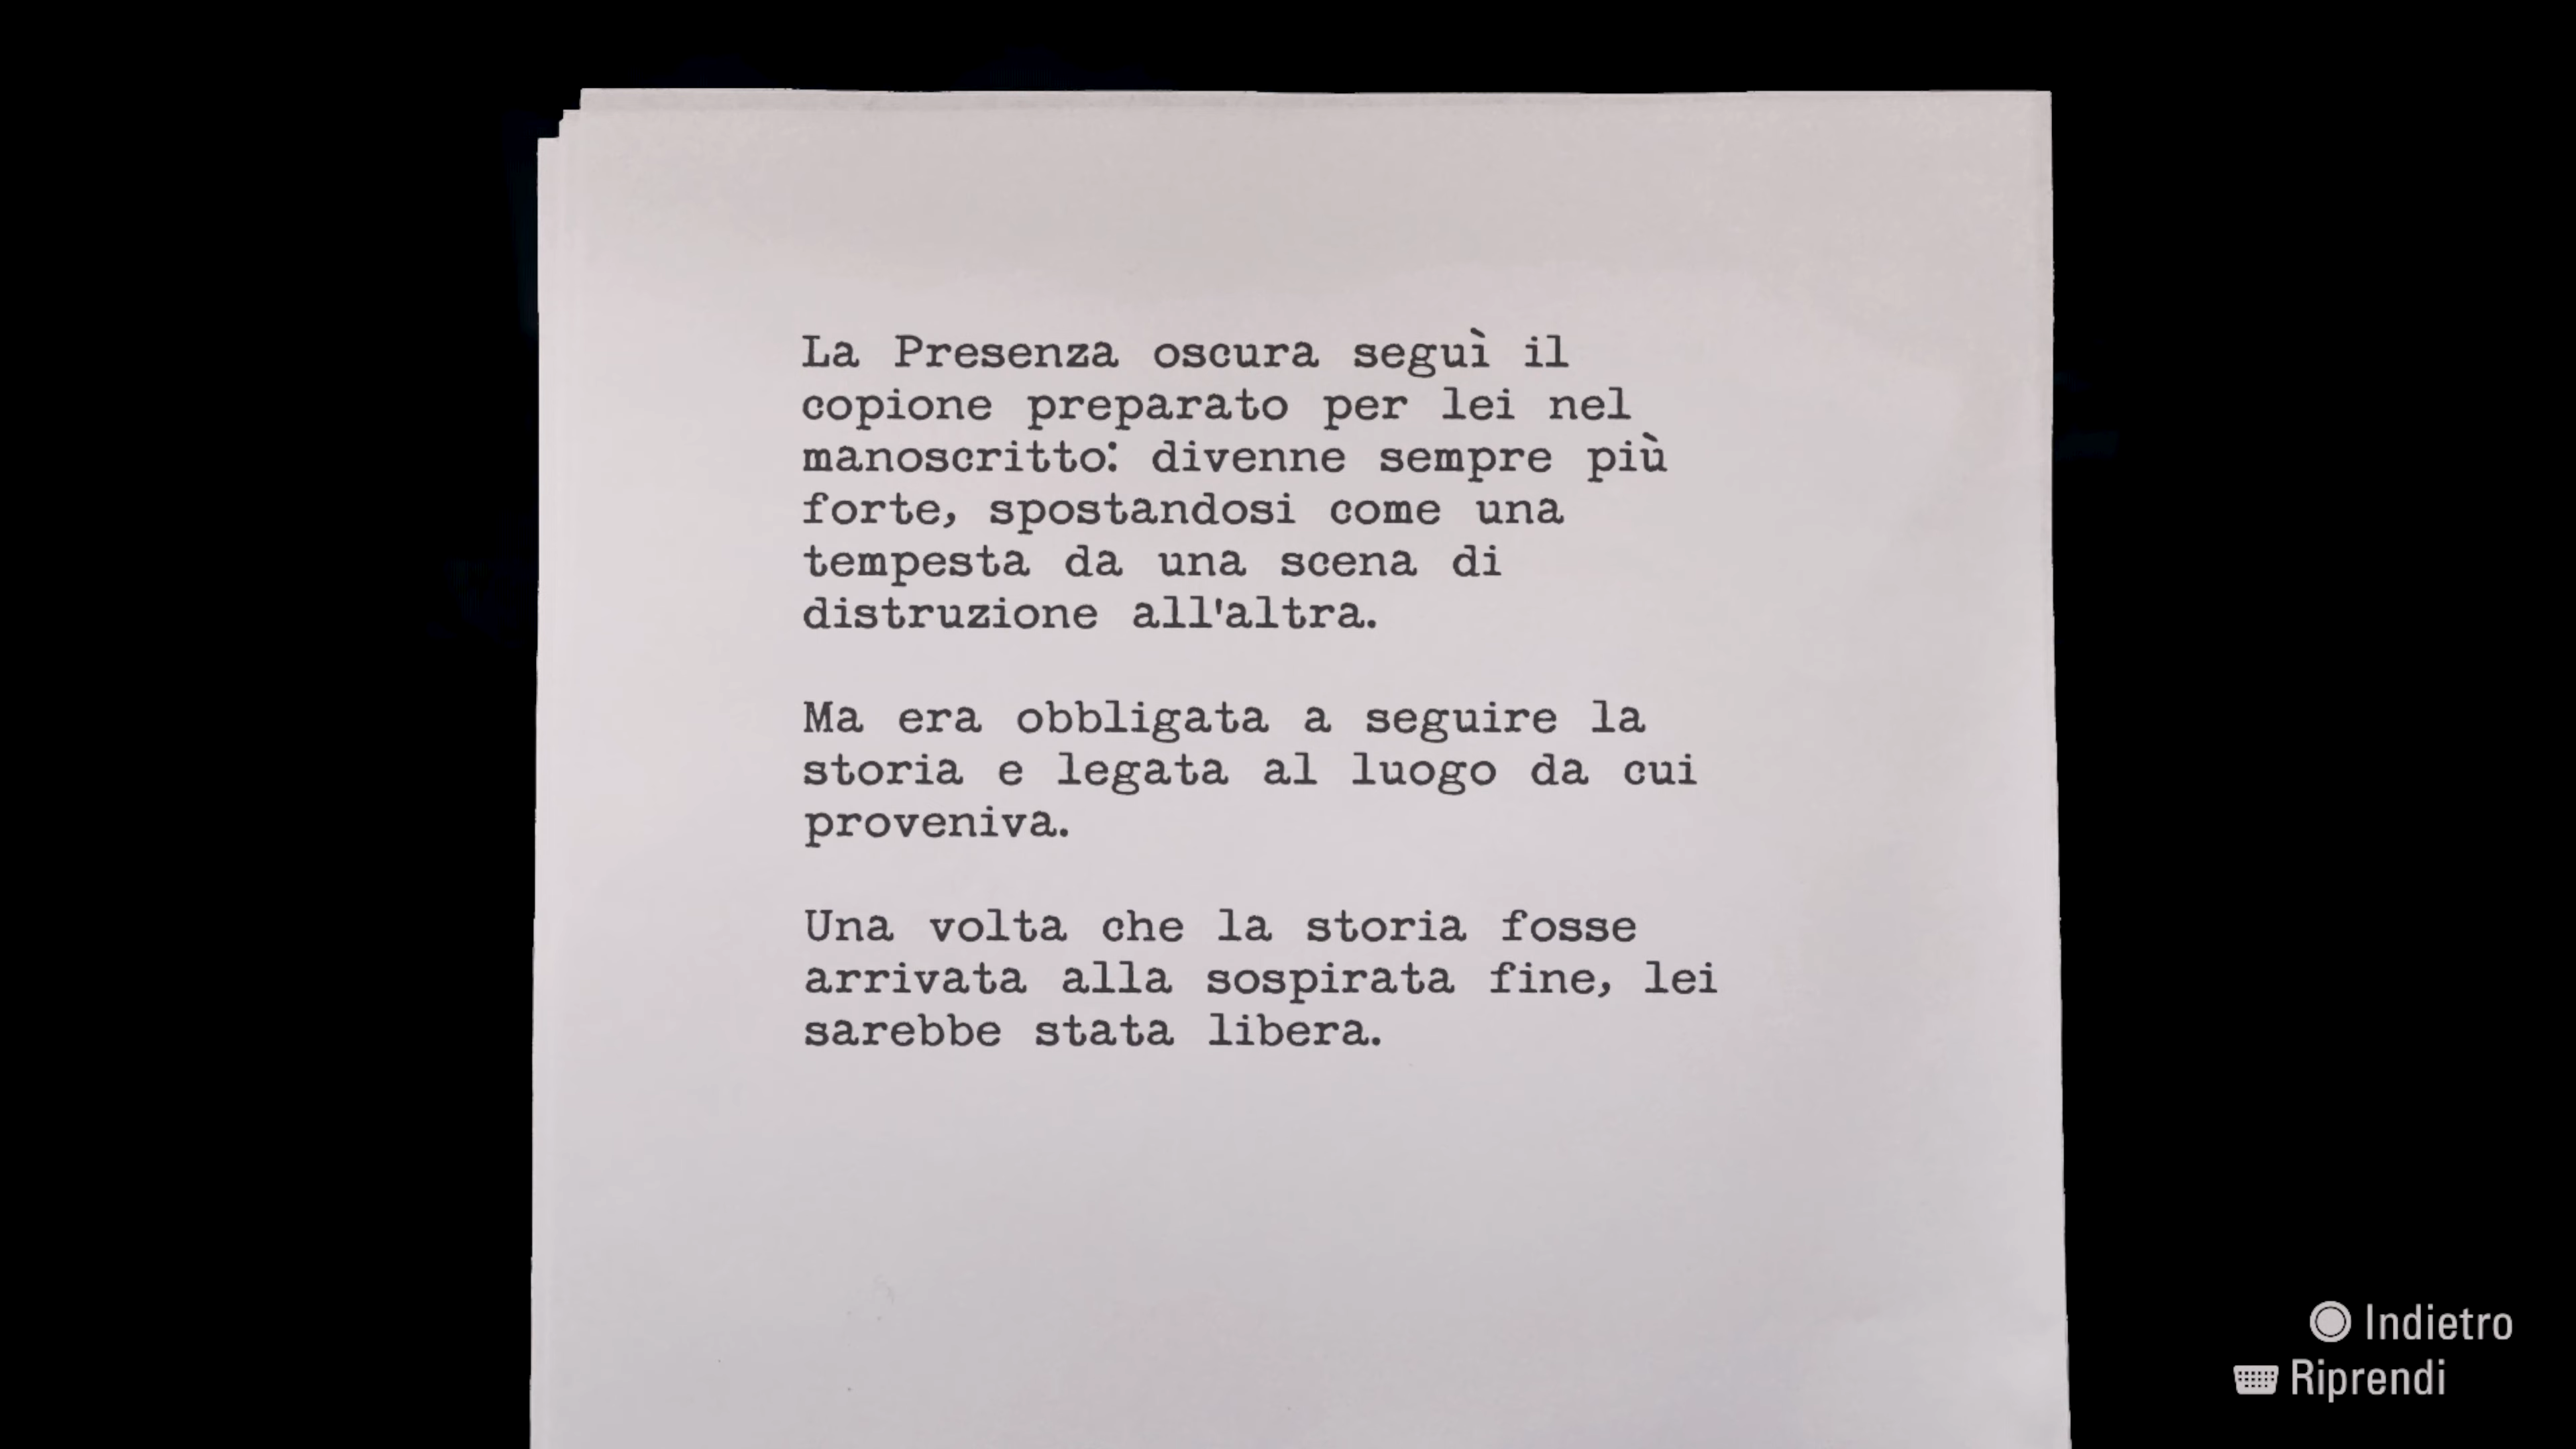 La Presenza oscura seguì il
copione preparato per lei nel
manoscritto: divenne sempre più
forte, spostandosi come una
tempesta da una scena di
distruzione all'altra.
Ma era obbligata a seguire la
storia e legata al luogo da cui
proveniva.
Una volta che la storia fosse
arrivata alla sospirata fine, lei
sarebbe stata libera.
Indietro
Riprendi